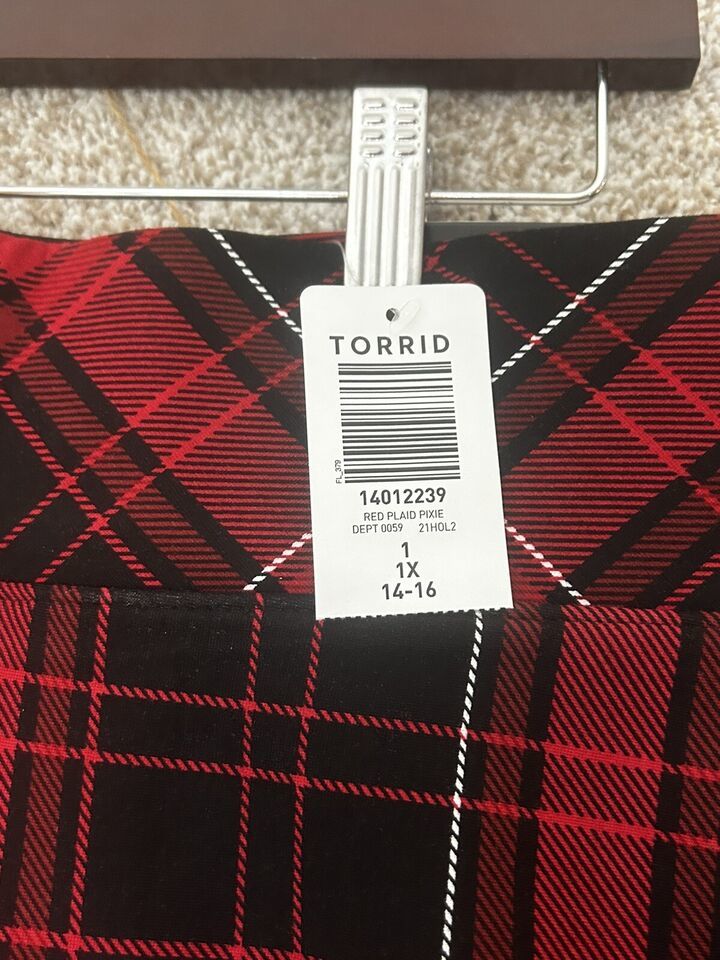 TORRID
FL_379
14012239
RED PLAID PIXIE
DEPT 0059 21HOL2
1
1X
14-16